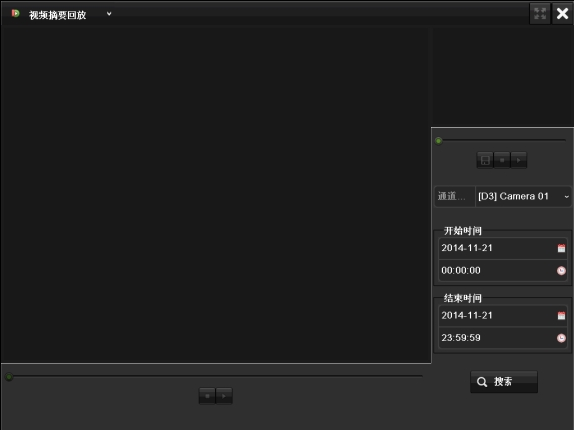 视频摘要回放
通道... [D3] Camera 01
开始时间
2014-11-21
00:00:00
结束时间
2014-11-21
23:59:59
搜索